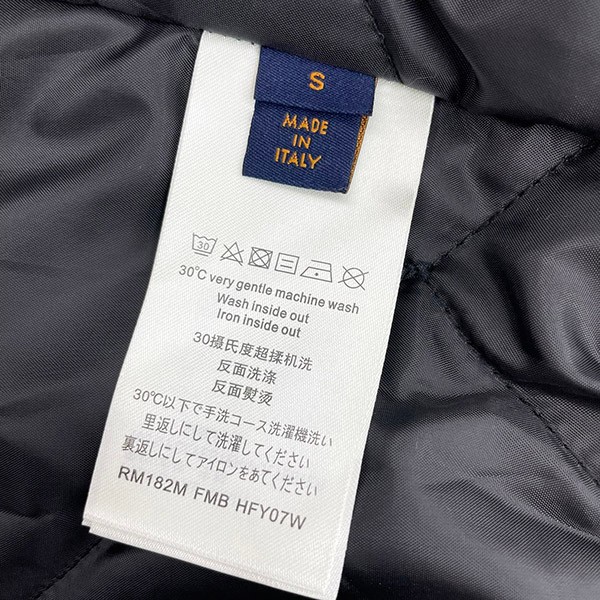 S
MADE
IN
ITALY
30
30℃ very gentle machine wash
Wash inside out
Iron inside out
30摄氏度超揉机洗
反面洗涤
反面熨烫
30℃以下で手洗コース洗濯機洗い
里返しにして洗濯してください
裏返しにしてアイロンをあてください
RM182M FMB HFY07W